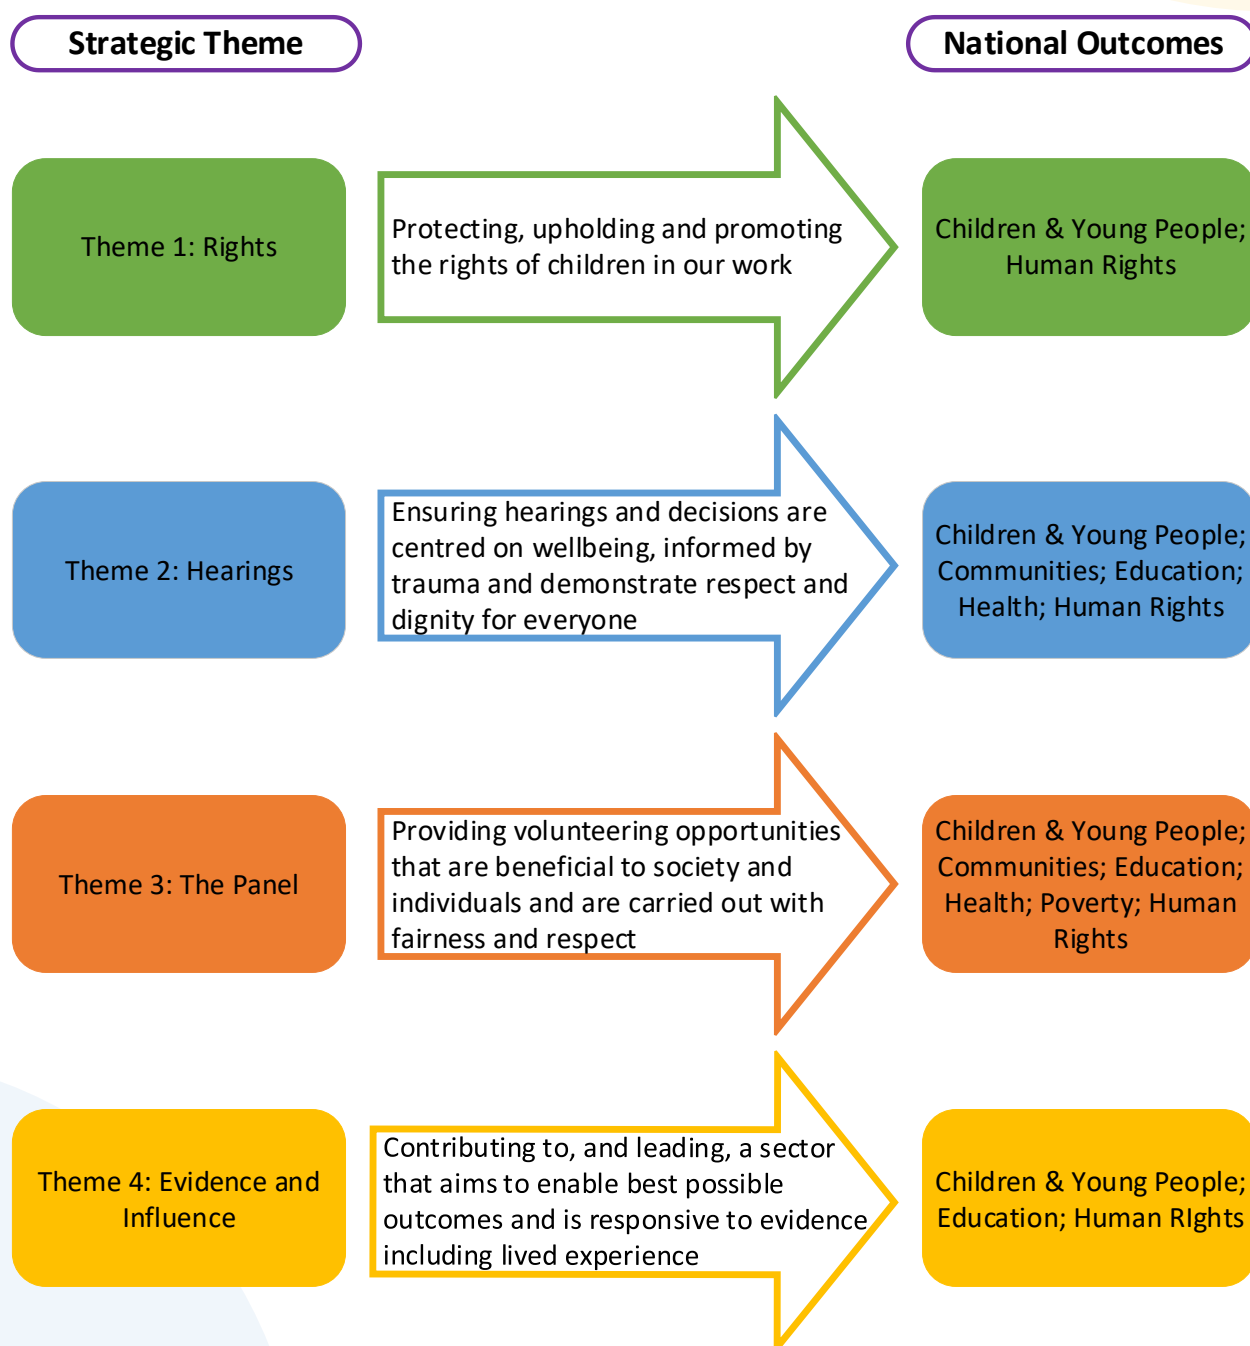 Strategic Theme
National Outcomes
Theme 1: Rights
Protecting, upholding and promoting
the rights of children in our work
Children & Young People;
Human Rights
Theme 2: Hearings
Ensuring hearings and decisions are
centred on wellbeing, informed by
trauma and demonstrate respect and
dignity for everyone
Children & Young People;
Communities; Education;
Health; Human Rights
Theme 3: The Panel
Providing volunteering opportunities
that are beneficial to society and
individuals and are carried out with
fairness and respect
Children & Young People;
Communities; Education;
Health; Poverty; Human
Rights
Theme 4: Evidence and
Influence
Contributing to, and leading, a sector
that aims to enable best possible
outcomes and is responsive to evidence
including lived experience
Children & Young People;
Education; Human RIghts